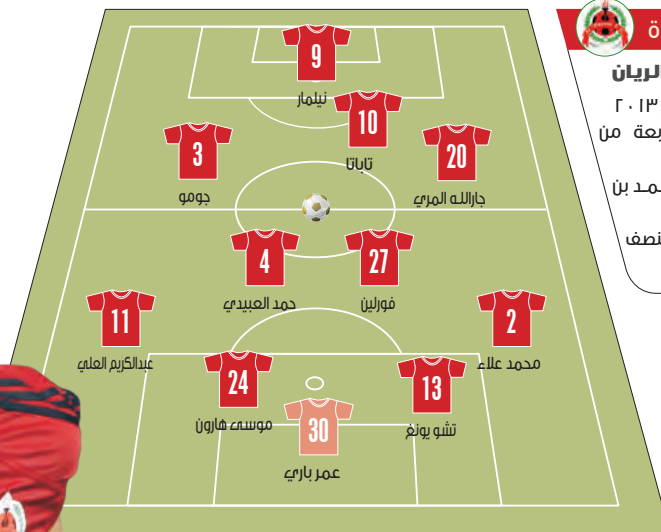 ة
الريان
٢٠١٣
بعة من
مد بن
نصف
9
نيلمار
10
تاباتا
3
جومو
20
جارالله المري
4
حمد العبيدي
27
فورلين
11
عبدالكريم العلي
2
محمد علاء
24
موسى هارون
13
تشو يونغ
30
عمر باري